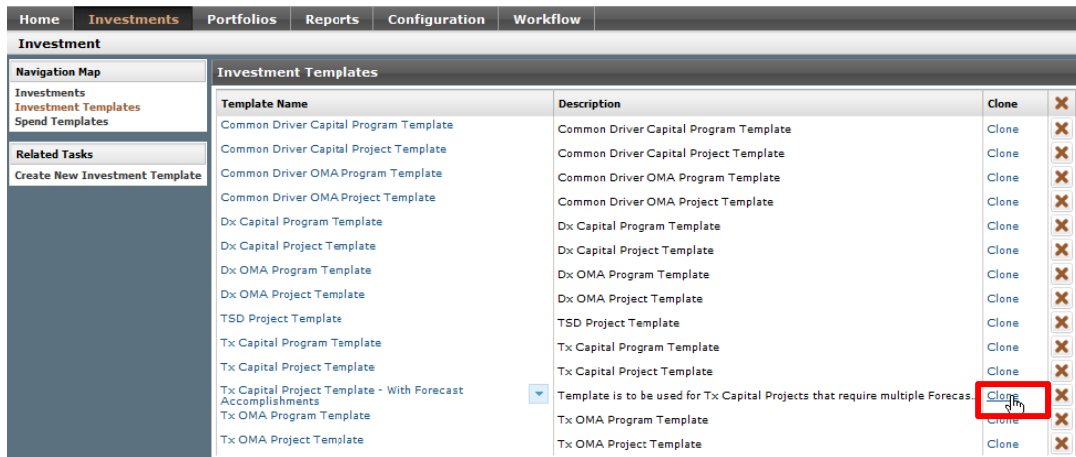 Home Investments Portfolios Reports Configuration Workflow
Investment
Navigation Map
Investments
Investment Templates
Spend Templates
Related Tasks
Create New Investment Template
Investment Templates
Template Name Description Clone
Common Driver Capital Program Template Common Driver Capital Program Template Clone
Common Driver Capital Project Template Common Driver Capital Project Template Clone
Common Driver OMA Program Template Common Driver OMA Program Template Clone
Common Driver OMA Project Template Common Driver OMA Project Template Clone
Dx Capital Program Template Dx Capital Program Template Clone
Dx Capital Project Template Dx Capital Project Template Clone
Dx OMA Program Template Dx OMA Program Template Clone
Dx OMA Project Template Dx OMA Project Template Clone
TSD Project Template TSD Project Template Clone
Tx Capital Program Template Tx Capital Program Template Clone
Tx Capital Project Template Tx Capital Project Template Clone
Tx Capital Project Template - With Forecast Template is to be used for Tx Capital Projects that require multiple Forecas... Clone
Accomplishments
Tx OMA Program Template Tx OMA Program Template Clone
Tx OMA Project Template Tx OMA Project Template Clone